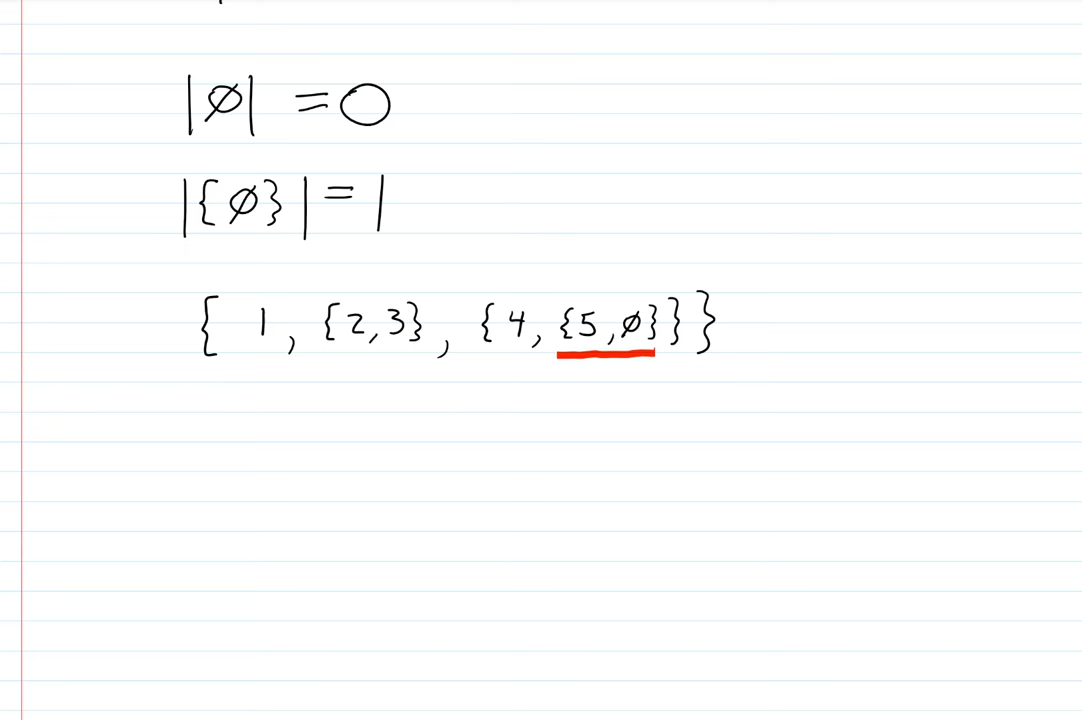 |∅| = 0
|{∅}| = 1
{ 1, {2,3}, {4, {5,∅}}}